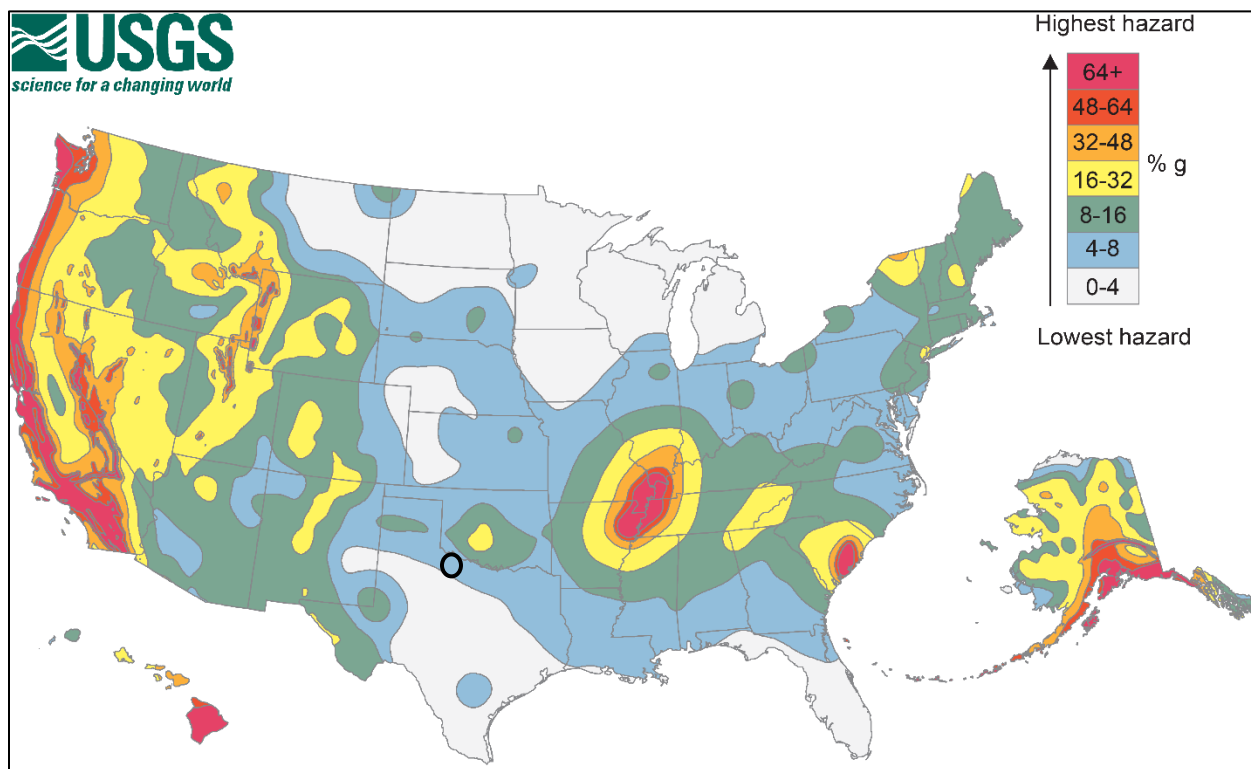 USGS
science for a changing world
Highest hazard
64+
48-64
32-48
16-32
% g
8-16
4-8
0-4
Lowest hazard